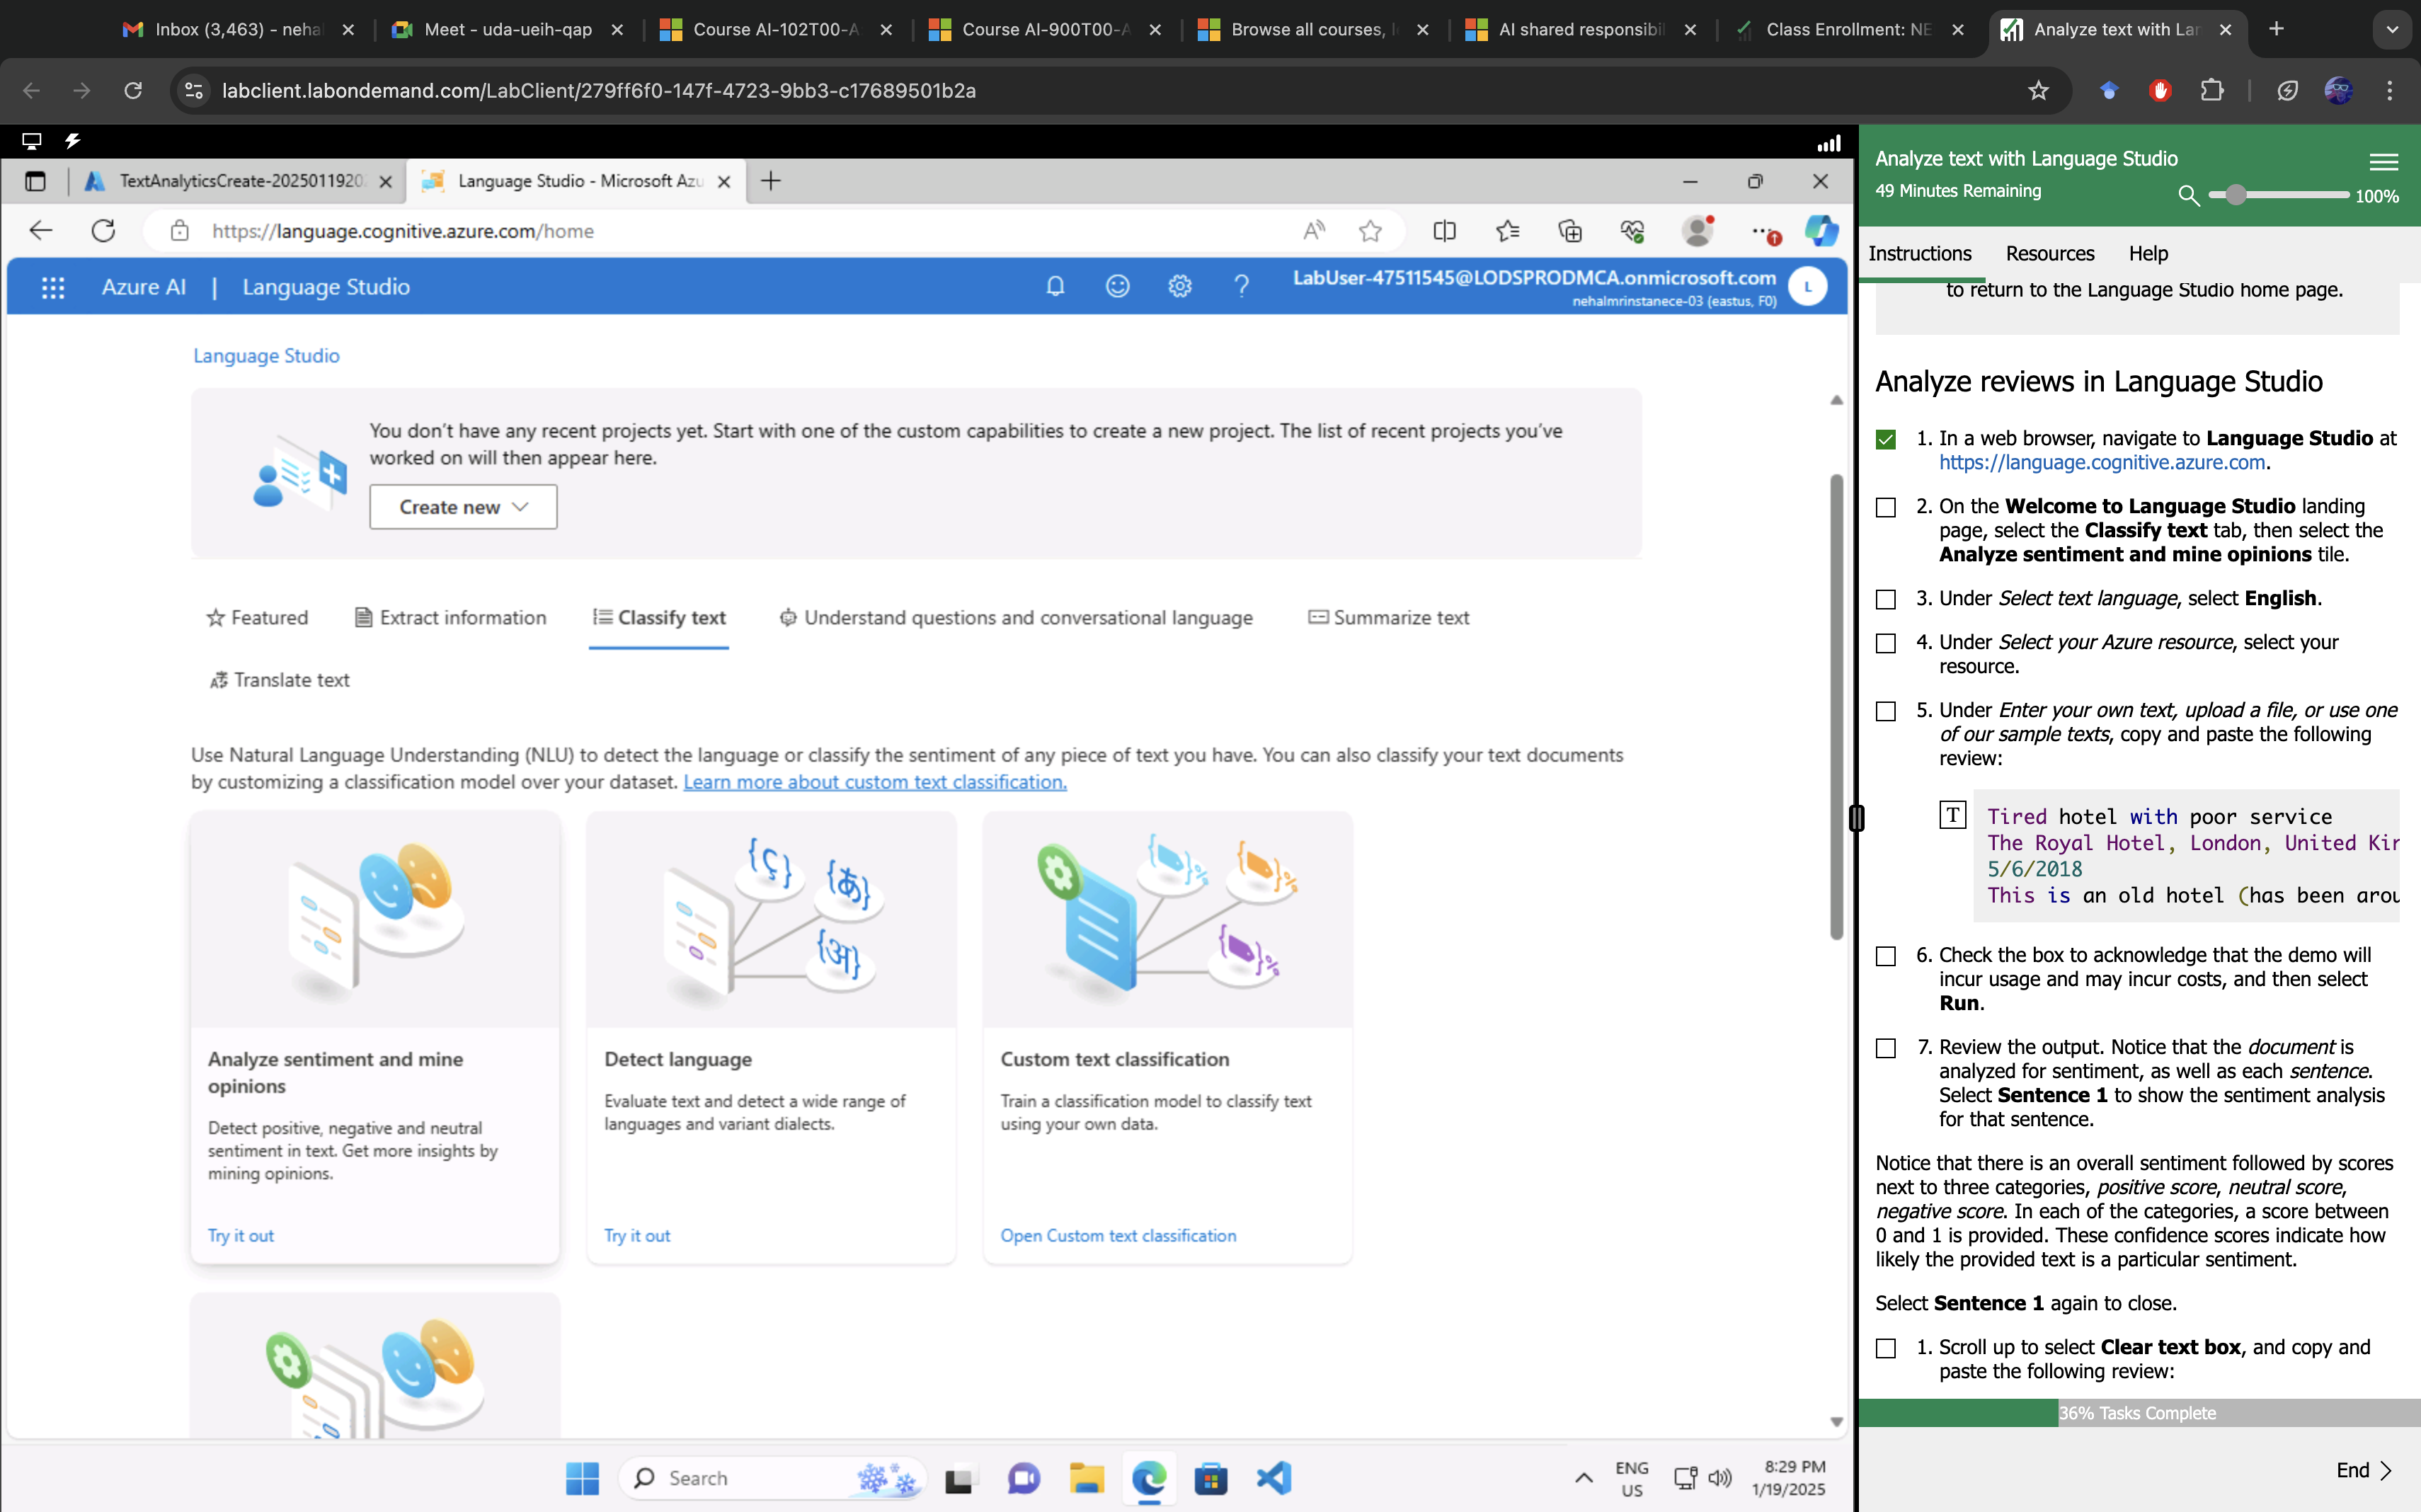 Inbox (3,463) - neha
Meet - uda-ueih-qap
Course AI-102T00-A
Course AI-900T00-A
Browse all courses, l
AI shared responsibil
Class Enrollment: NE
Analyze text with Lan
labclient.labondemand.com/LabClient/279ff6f0-147f-4723-9bb3-c17689501b2a
TextAnalyticsCreate-202501192
Language Studio - Microsoft Azu
https://language.cognitive.azure.com/home
Azure AI | Language Studio
LabUser-47511545@LODSPRODMCA.onmicrosoft.com
nehalmrinstanece-03 (eastus, F0)
L
Language Studio
You don't have any recent projects yet. Start with one of the custom capabilities to create a new project. The list of recent projects you've
worked on will then appear here.
Create new
Featured
Extract information
Classify text
Understand questions and conversational language
Summarize text
Translate text
Use Natural Language Understanding (NLU) to detect the language or classify the sentiment of any piece of text you have. You can also classify your text documents
by customizing a classification model over your dataset. Learn more about custom text classification.
Analyze sentiment and mine
opinions
Detect positive, negative and neutral
sentiment in text. Get more insights by
mining opinions.
Try it out
{ç}
{あ}
{अ}
Detect language
Evaluate text and detect a wide range of
languages and variant dialects.
Try it out
Custom text classification
Train a classification model to classify text
using your own data.
Open Custom text classification
Search
ENG
US
8:29 PM
1/19/2025
Analyze text with Language Studio
49 Minutes Remaining
100%
Instructions
Resources
Help
to return to the Language Studio home page.
Analyze reviews in Language Studio
1. In a web browser, navigate to Language Studio at
https://language.cognitive.azure.com.
2. On the Welcome to Language Studio landing
page, select the Classify text tab, then select the
Analyze sentiment and mine opinions tile.
3. Under Select text language, select English.
4. Under Select your Azure resource, select your
resource.
5. Under Enter your own text, upload a file, or use one
of our sample texts, copy and paste the following
review:
T
Tired hotel with poor service
The Royal Hotel, London, United Kin
5/6/2018
This is an old hotel (has been arou
6. Check the box to acknowledge that the demo will
incur usage and may incur costs, and then select
Run.
7. Review the output. Notice that the document is
analyzed for sentiment, as well as each sentence.
Select Sentence 1 to show the sentiment analysis
for that sentence.
Notice that there is an overall sentiment followed by scores
next to three categories, positive score, neutral score,
negative score. In each of the categories, a score between
0 and 1 is provided. These confidence scores indicate how
likely the provided text is a particular sentiment.
Select Sentence 1 again to close.
1. Scroll up to select Clear text box, and copy and
paste the following review:
36% Tasks Complete
End